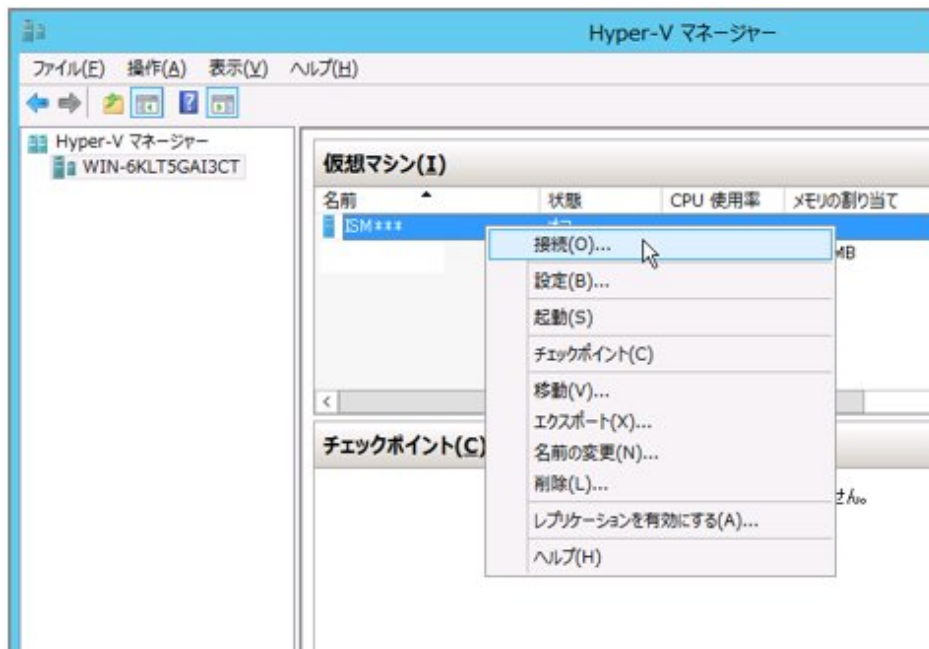 Hyper-V マネージャー
ファイル(F) 操作(A) 表示(V) ヘルプ(H)
Hyper-V マネージャー
WIN-6KLT5GAI3CT
仮想マシン(I)
名前 状態 CPU 使用率 メモリの割り当て
ISM***
MB
接続(O)...
設定(B)...
起動(S)
チェックポイント(C)
移動(V)...
エクスポート(X)...
名前の変更(N)...
削除(L)...
レプリケーションを有効にする(A)...
ヘルプ(H)
チェックポイント(C)
せん。